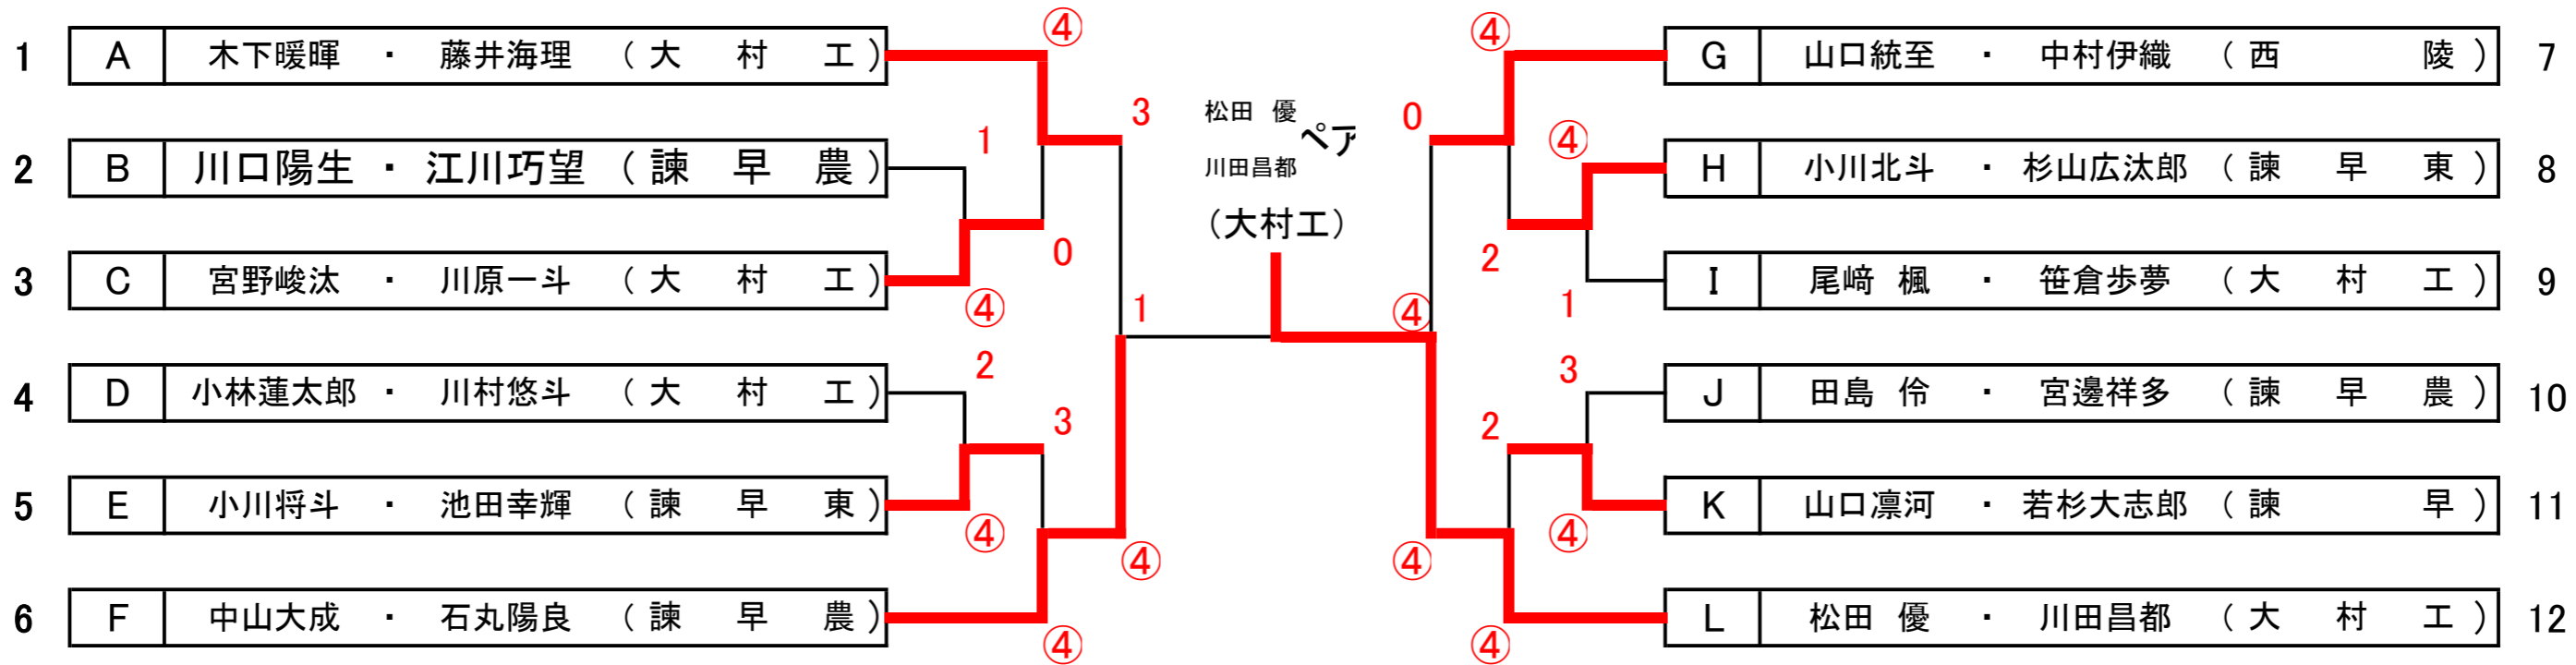 1 A 木下暖暉 ・ 藤井海理 （ 大 村 工 ）
2 B 川口陽生 ・ 江川巧望 （ 諫 早 農 ）
3 C 宮野峻汰 ・ 川原一斗 （ 大 村 工 ）
4 D 小林蓮太郎 ・ 川村悠斗 （ 大 村 工 ）
5 E 小川将斗 ・ 池田幸輝 （ 諫 早 東 ）
6 F 中山大成 ・ 石丸陽良 （ 諫 早 農 ）
④
1
3
0
④
2
1
3
④
④
④
松田 優
川田昌都
ペア
（大村工）
④
0
④
2
1
④
3
2
④
④
④
G 山口統至 ・ 中村伊織 （ 西 陵 ） 7
H 小川北斗 ・ 杉山広汰郎 （ 諫 早 東 ） 8
I 尾﨑 楓 ・ 笹倉歩夢 （ 大 村 工 ） 9
J 田島 伶 ・ 宮邊祥多 （ 諫 早 農 ） 10
K 山口凛河 ・ 若杉大志郎 （ 諫 早 ） 11
L 松田 優 ・ 川田昌都 （ 大 村 工 ） 12